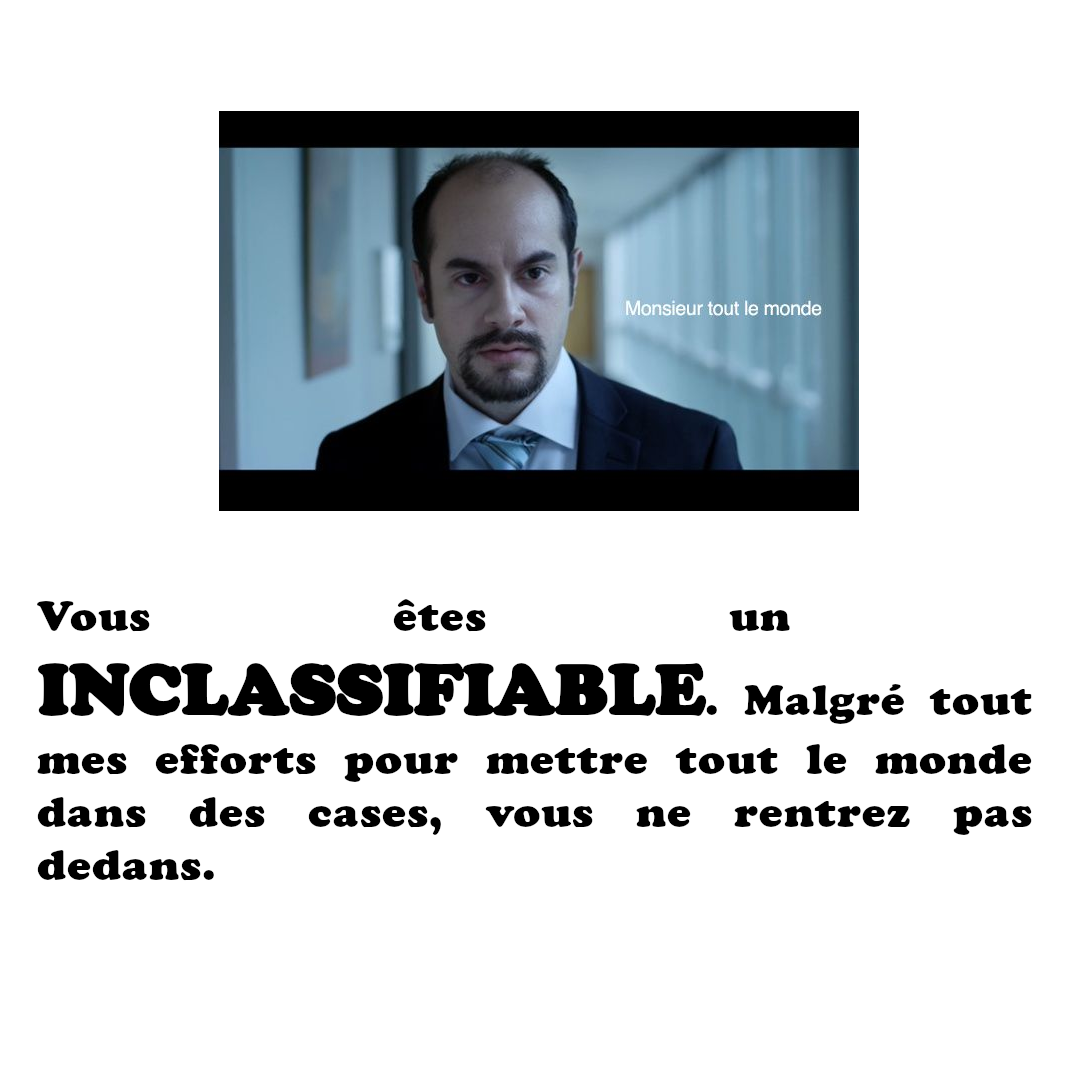 Monsieur tout le monde
Vous êtes un
INCLASSIFIABLE. Malgré tout
mes efforts pour mettre tout le monde
dans des cases, vous ne rentrez pas
dedans.